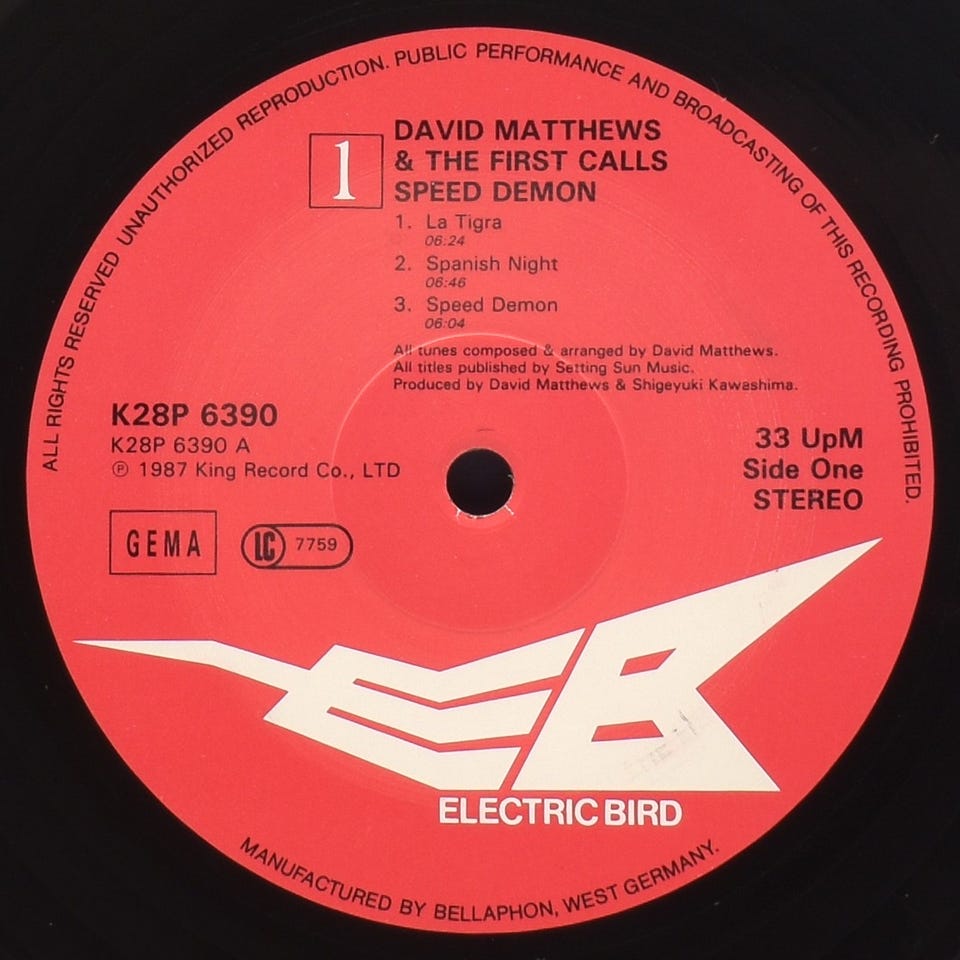 ALL RIGHTS RESERVED UNAUTHORIZED REPRODUCTION. PUBLIC PERFORMANCE AND BROADCASTING OF THIS RECORDING PROHIBITED.
1
DAVID MATTHEWS
& THE FIRST CALLS
SPEED DEMON
1. La Tigra
06:24
2. Spanish Night
06:46
3. Speed Demon
06:04
All tunes composed & arranged by David Matthews.
All titles published by Setting Sun Music.
Produced by David Matthews & Shigeyuki Kawashima.
K28P 6390
K28P 6390 A
℗ 1987 King Record Co., LTD
33 UpM
Side One
STEREO
GEMA
LC 7759
EB
ELECTRIC BIRD
MANUFACTURED BY BELLAPHON, WEST GERMANY.